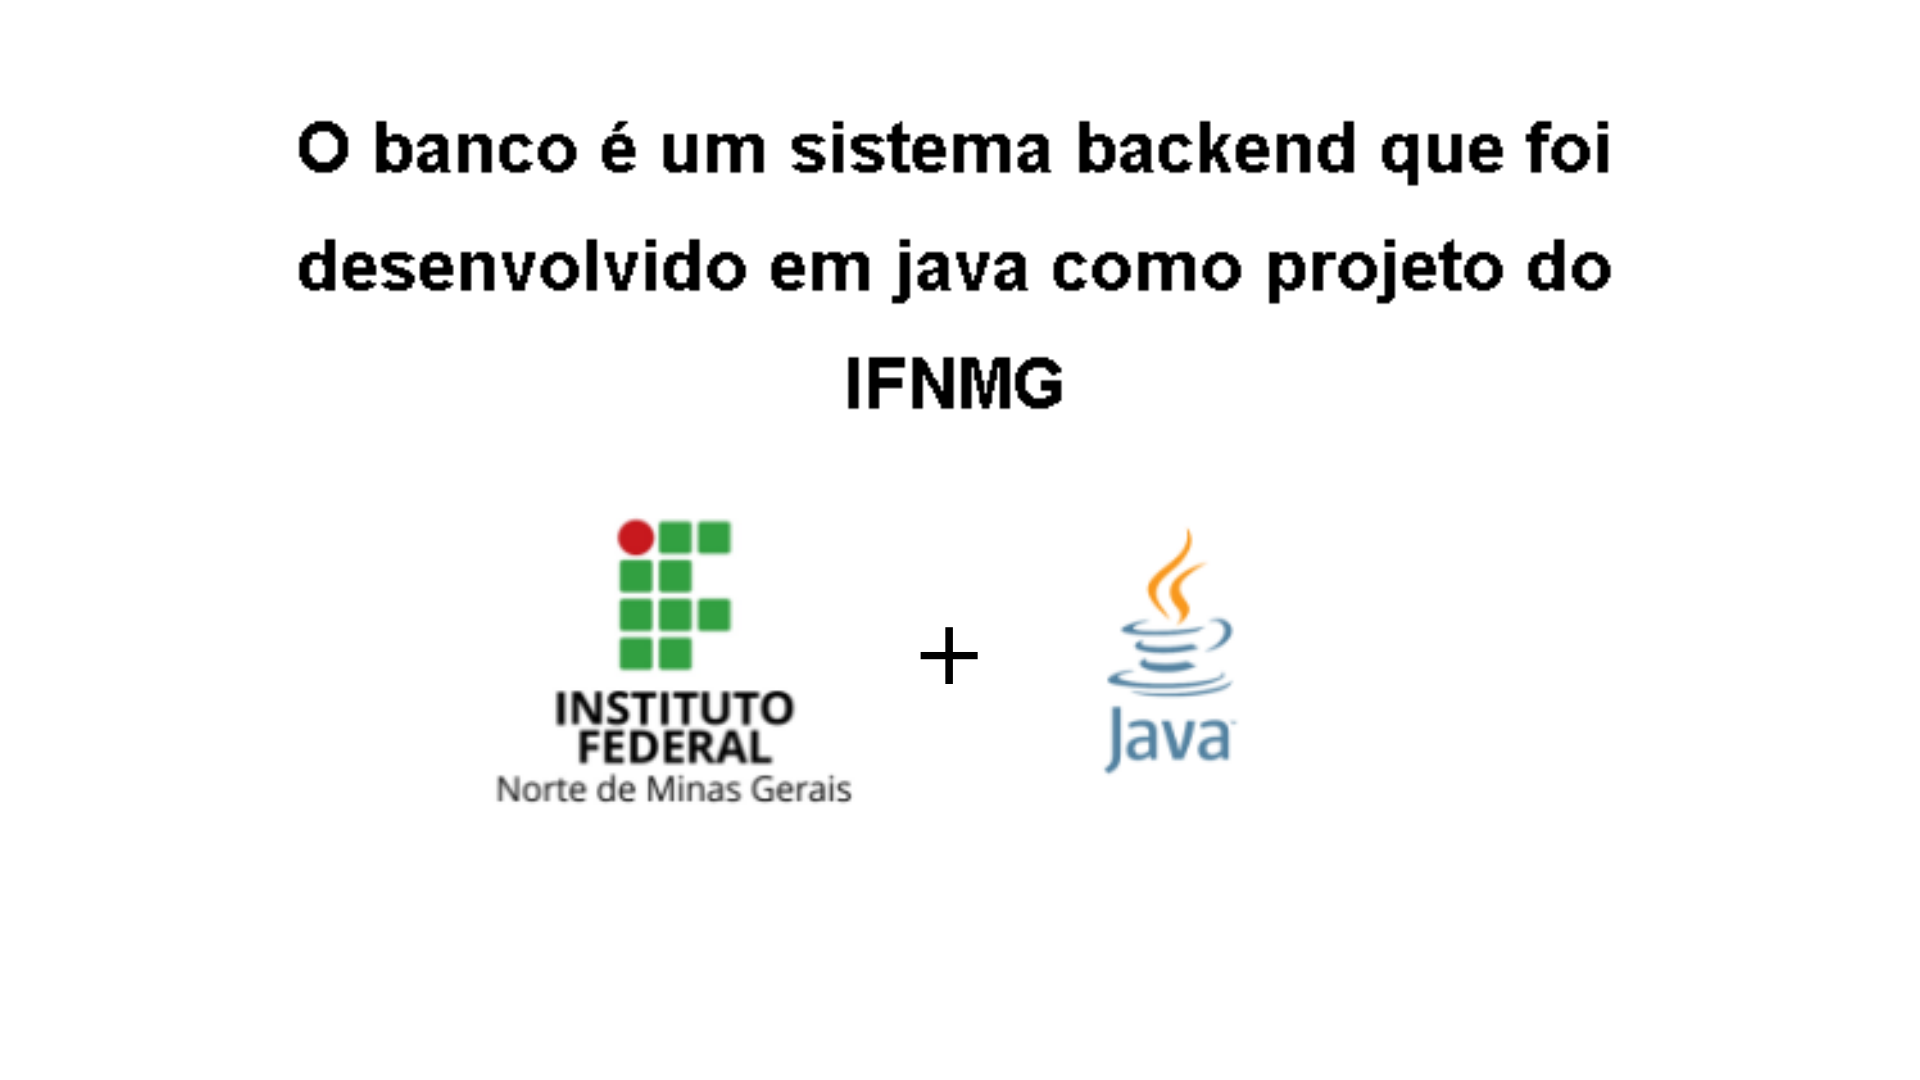 O banco é um sistema backend que foi
desenvolvido em java como projeto do
IFNMG
+
INSTITUTO
FEDERAL
Norte de Minas Gerais
Java